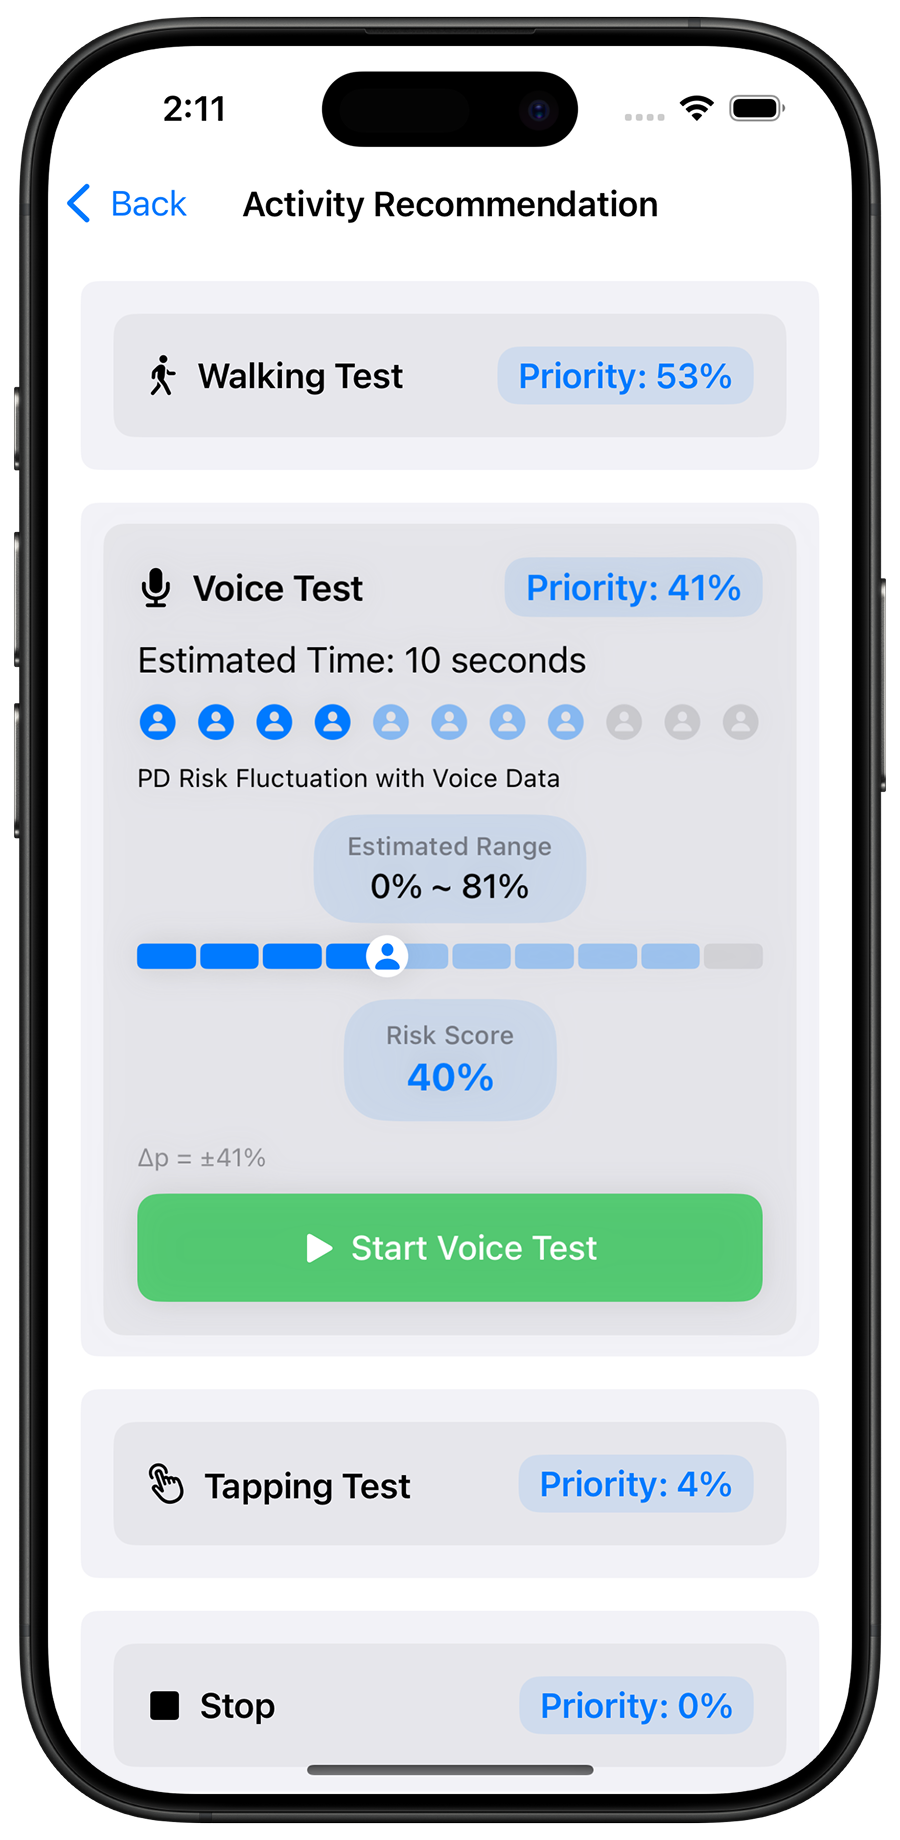 2:11
Back
Activity Recommendation
Walking Test
Priority: 53%
Voice Test
Priority: 41%
Estimated Time: 10 seconds
PD Risk Fluctuation with Voice Data
Estimated Range
0% ~ 81%
Risk Score
40%
Δp = ±41%
Start Voice Test
Tapping Test
Priority: 4%
Stop
Priority: 0%